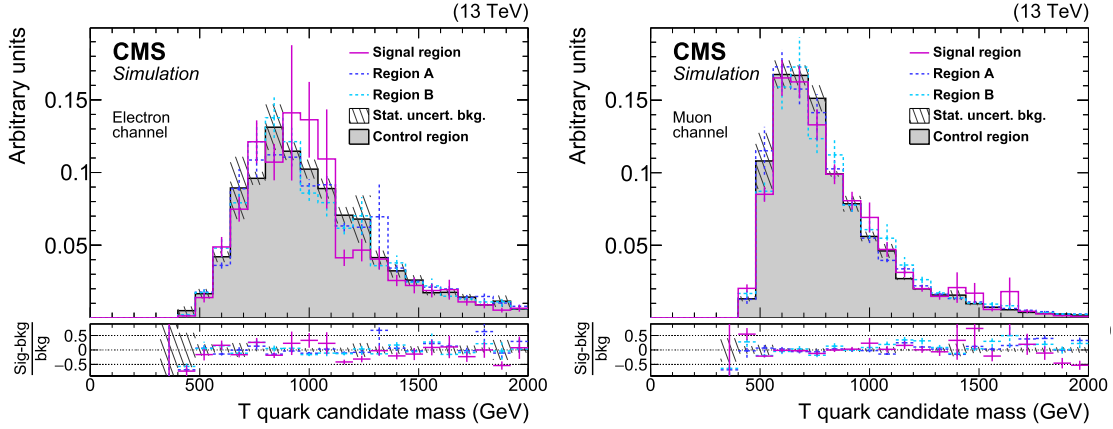 (13 TeV)
CMS
Simulation
Electron
channel
Signal region
Region A
Region B
Stat. uncert. bkg.
Control region
Arbitrary units
0.15
0.1
0.05
Sig-bkg
bkg
0.5
0
−0.5
0 500 1000 1500 2000
T quark candidate mass (GeV)
(13 TeV)
CMS
Simulation
Muon
channel
Signal region
Region A
Region B
Stat. uncert. bkg.
Control region
Arbitrary units
0.15
0.1
0.05
Sig-bkg
bkg
0.5
0
−0.5
0 500 1000 1500 2000
T quark candidate mass (GeV)